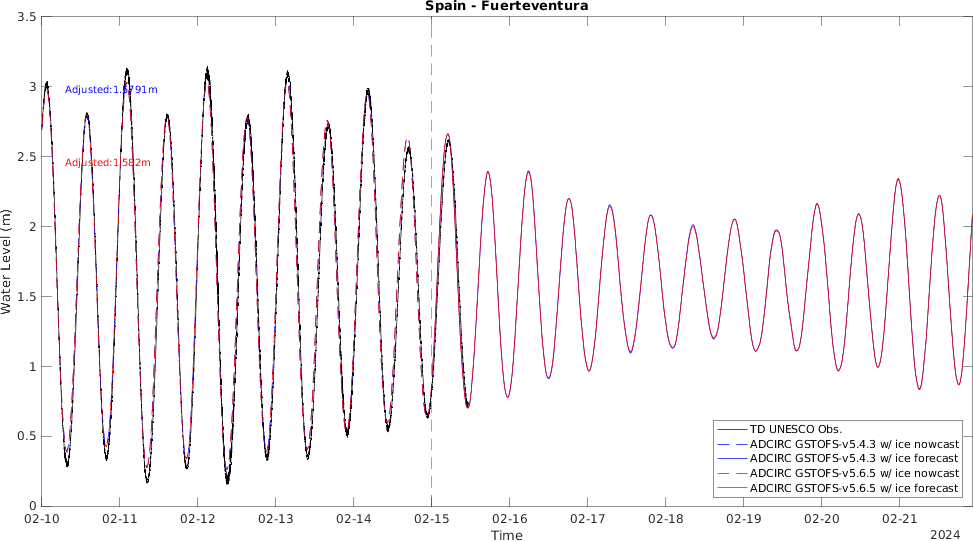 Spain - Fuerteventura
3.5
3
2.5
2
1.5
1
0.5
0
Water Level (m)
Adjusted:1.5791m
Adjusted:1.582m
TD UNESCO Obs.
ADCIRC GSTOFS-v5.4.3 w/ ice nowcast
ADCIRC GSTOFS-v5.4.3 w/ ice forecast
ADCIRC GSTOFS-v5.6.5 w/ ice nowcast
ADCIRC GSTOFS-v5.6.5 w/ ice forecast
02-10 02-11 02-12 02-13 02-14 02-15 02-16 02-17 02-18 02-19 02-20 02-21
Time
2024